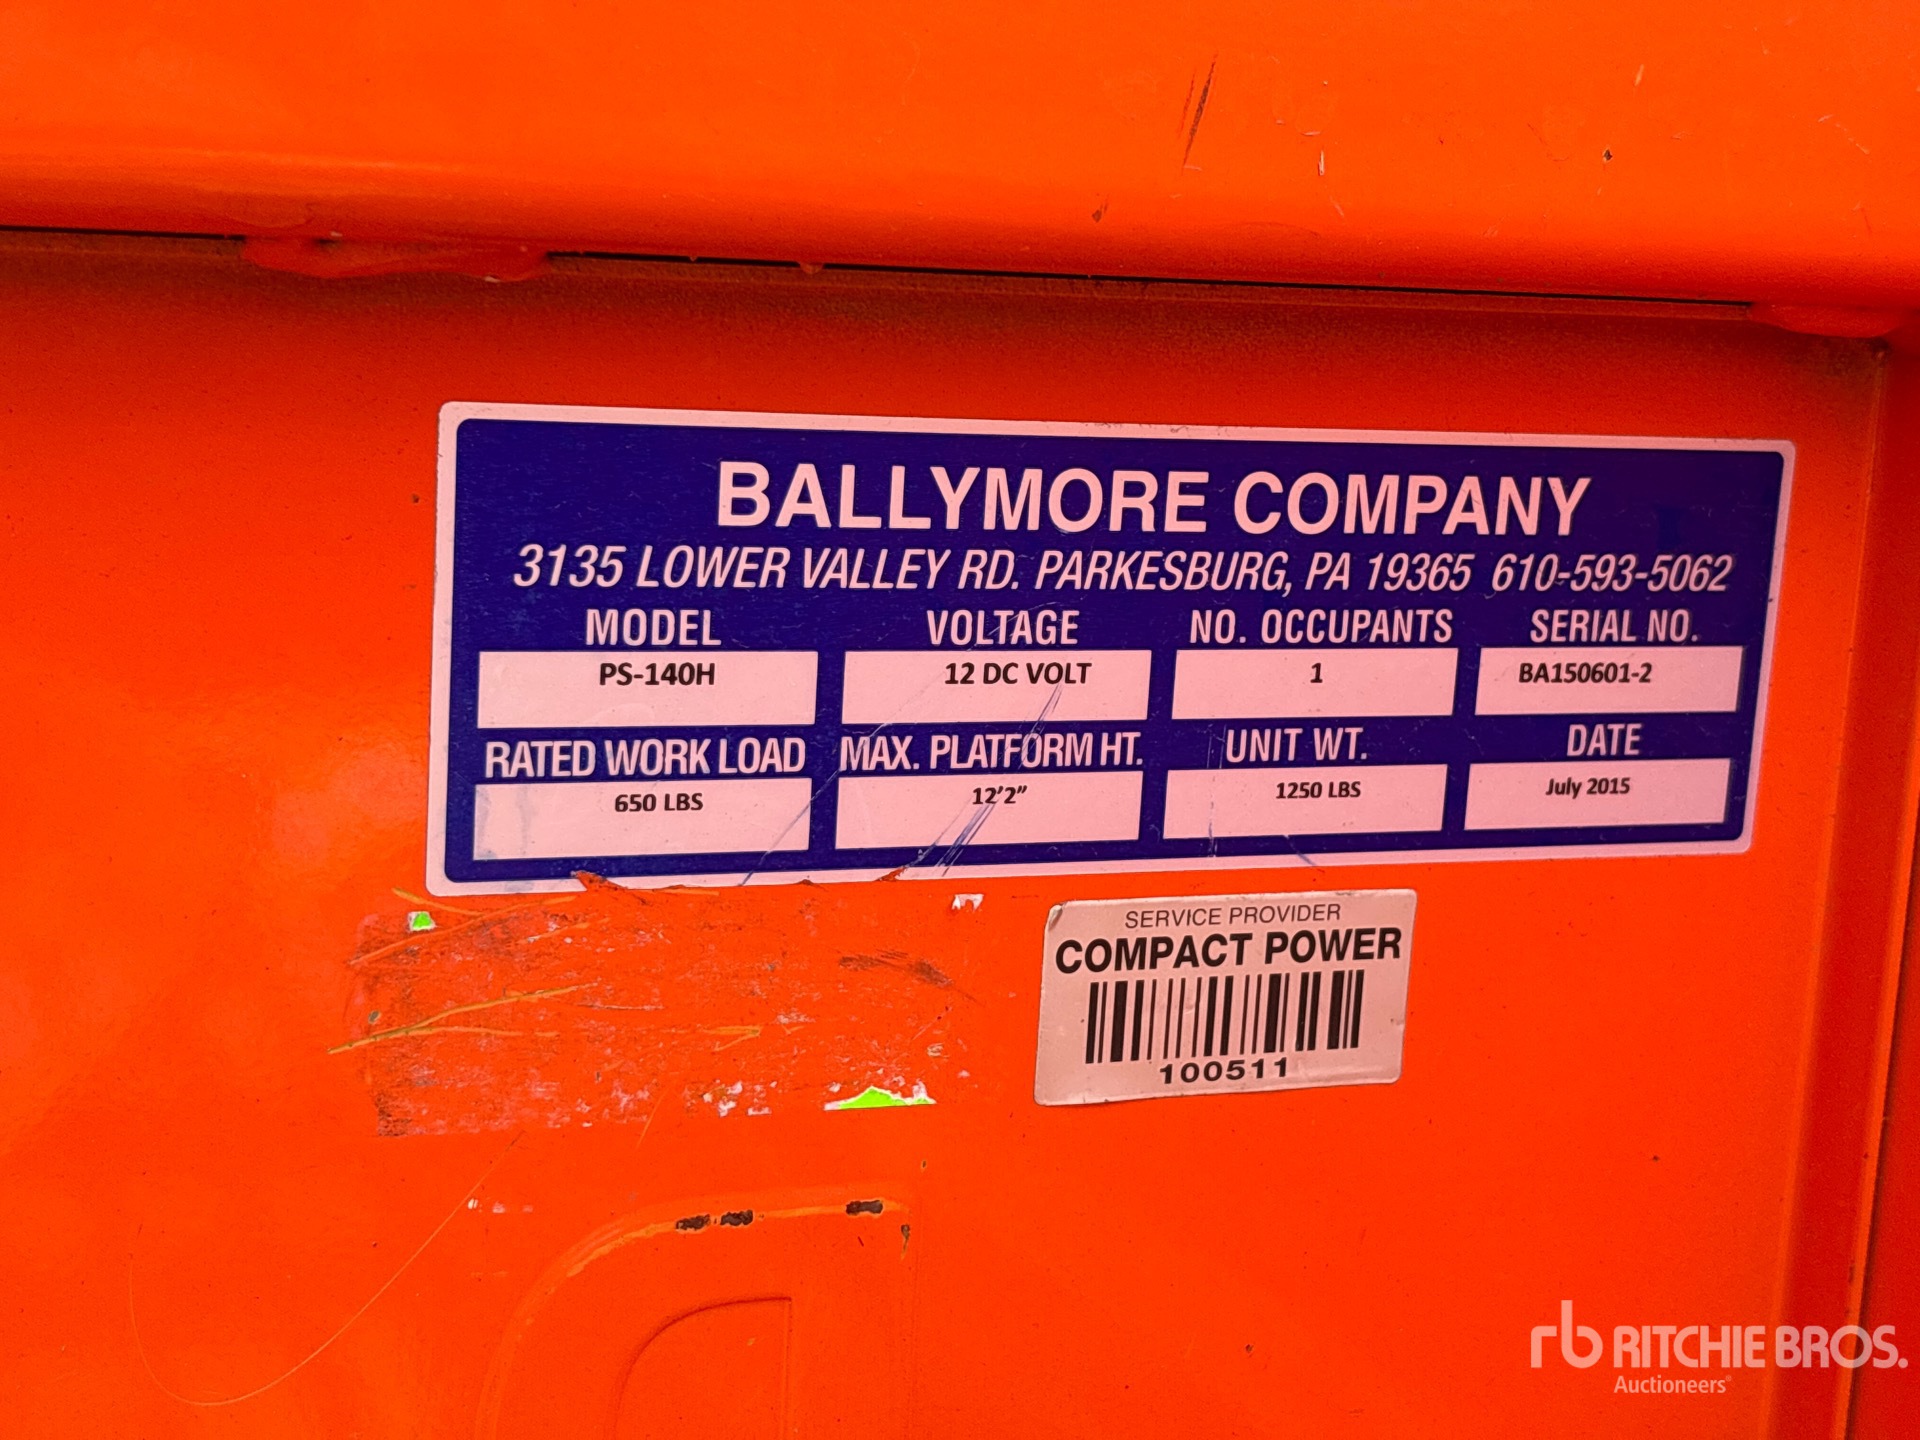 BALLYMORE COMPANY
3135 LOWER VALLEY RD. PARKESBURG, PA 19365 610-593-5062
MODEL VOLTAGE NO. OCCUPANTS SERIAL NO.
PS-140H 12 DC VOLT 1 BA150601-2
RATED WORK LOAD MAX. PLATFORM HT. UNIT WT. DATE
650 LBS 12'2" 1250 LBS July 2015
SERVICE PROVIDER
COMPACT POWER
100511
rb RITCHIE BROS.
Auctioneers®